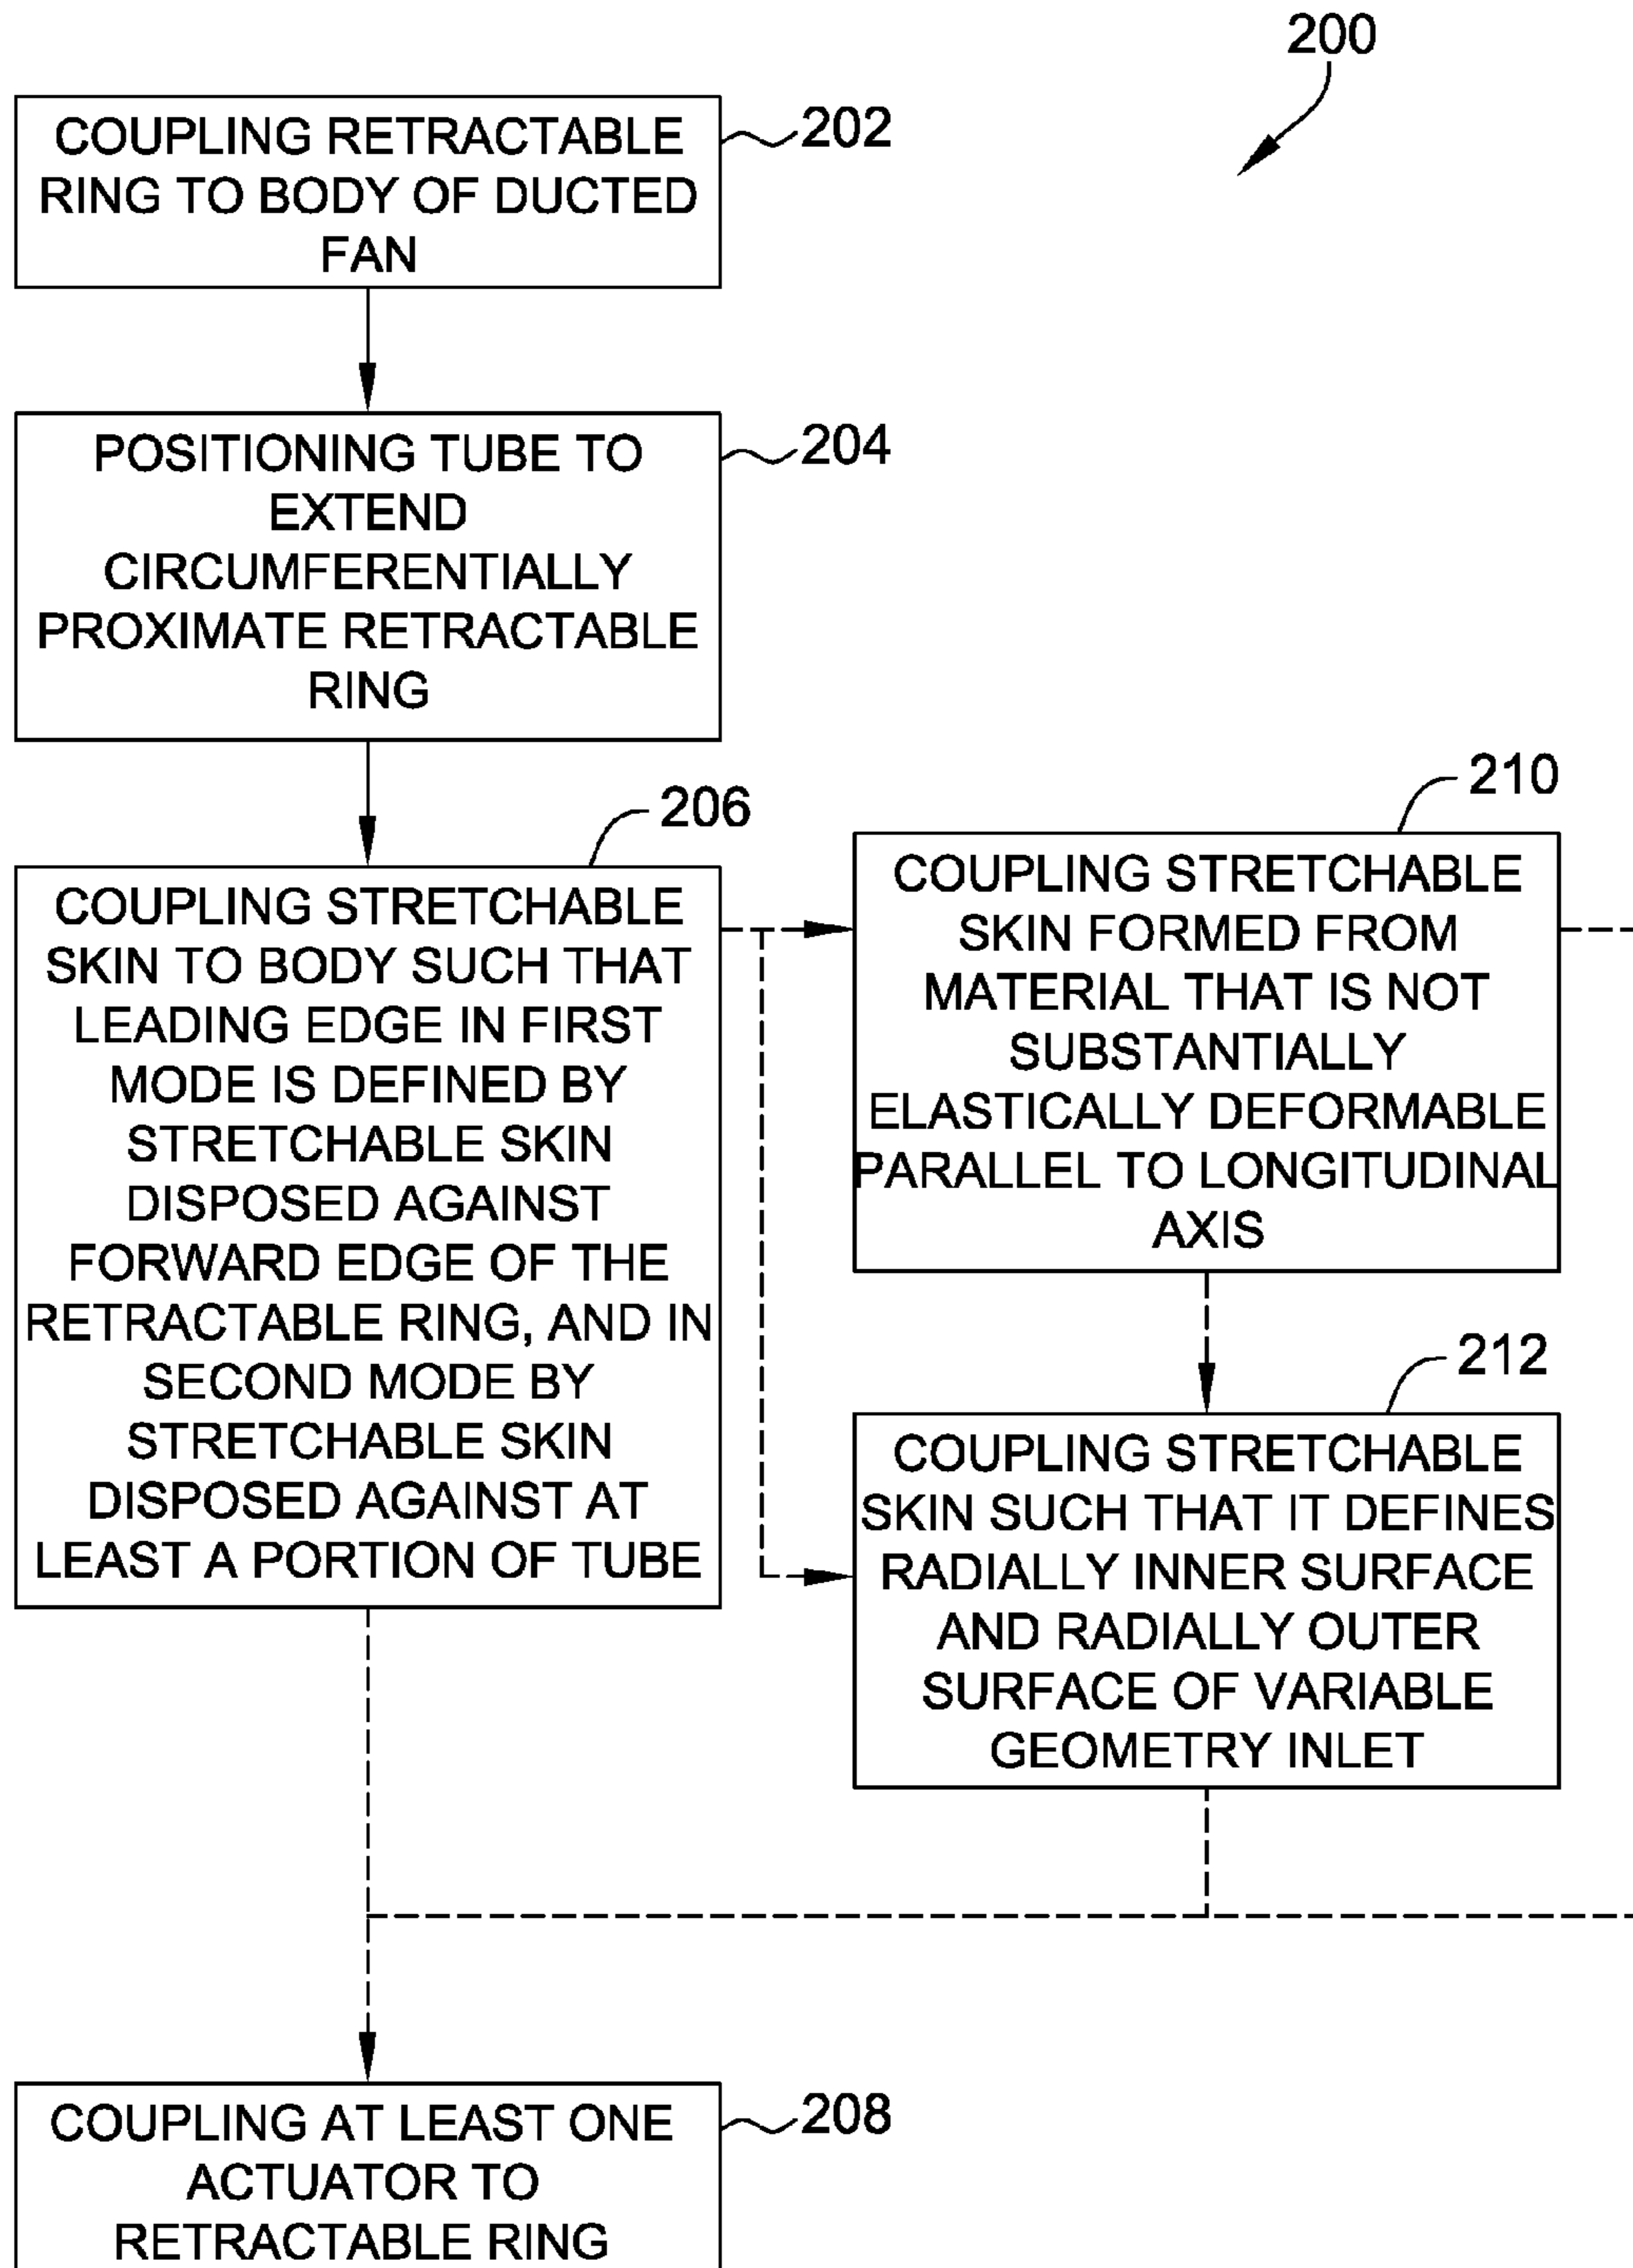 200
COUPLING RETRACTABLE
RING TO BODY OF DUCTED
FAN
202
POSITIONING TUBE TO
EXTEND
CIRCUMFERENTIALLY
PROXIMATE RETRACTABLE
RING
204
206
COUPLING STRETCHABLE
SKIN TO BODY SUCH THAT
LEADING EDGE IN FIRST
MODE IS DEFINED BY
STRETCHABLE SKIN
DISPOSED AGAINST
FORWARD EDGE OF THE
RETRACTABLE RING, AND IN
SECOND MODE BY
STRETCHABLE SKIN
DISPOSED AGAINST AT
LEAST A PORTION OF TUBE
210
COUPLING STRETCHABLE
SKIN FORMED FROM
MATERIAL THAT IS NOT
SUBSTANTIALLY
ELASTICALLY DEFORMABLE
PARALLEL TO LONGITUDINAL
AXIS
212
COUPLING STRETCHABLE
SKIN SUCH THAT IT DEFINES
RADIALLY INNER SURFACE
AND RADIALLY OUTER
SURFACE OF VARIABLE
GEOMETRY INLET
COUPLING AT LEAST ONE
ACTUATOR TO
RETRACTABLE RING
208